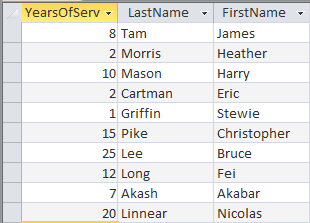 YearsOfServ LastName FirstName
8 Tam James
2 Morris Heather
10 Mason Harry
2 Cartman Eric
1 Griffin Stewie
15 Pike Christopher
25 Lee Bruce
12 Long Fei
7 Akash Akabar
20 Linnear Nicolas